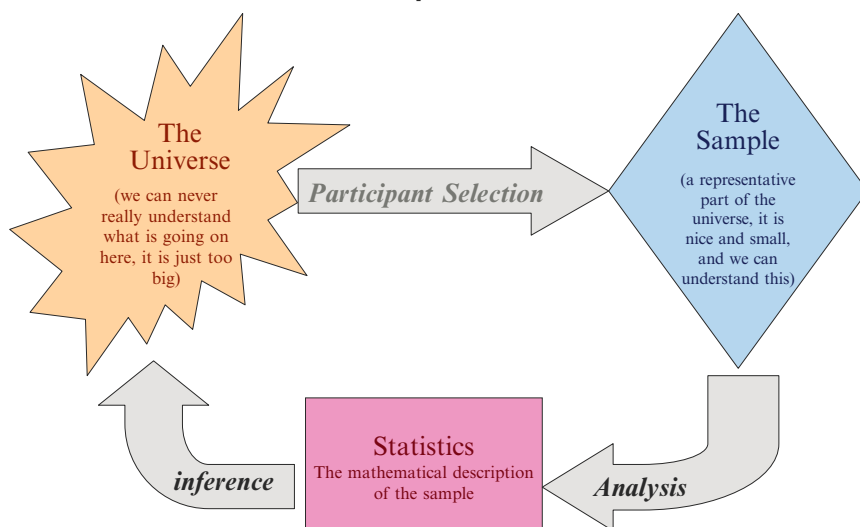 The
Universe
(we can never
really understand
what is going on
here, it is just too
big)
Participant Selection
The
Sample
(a representative
part of the
universe, it is
nice and small,
and we can
understand this)
Analysis
Statistics
The mathematical description
of the sample
inference